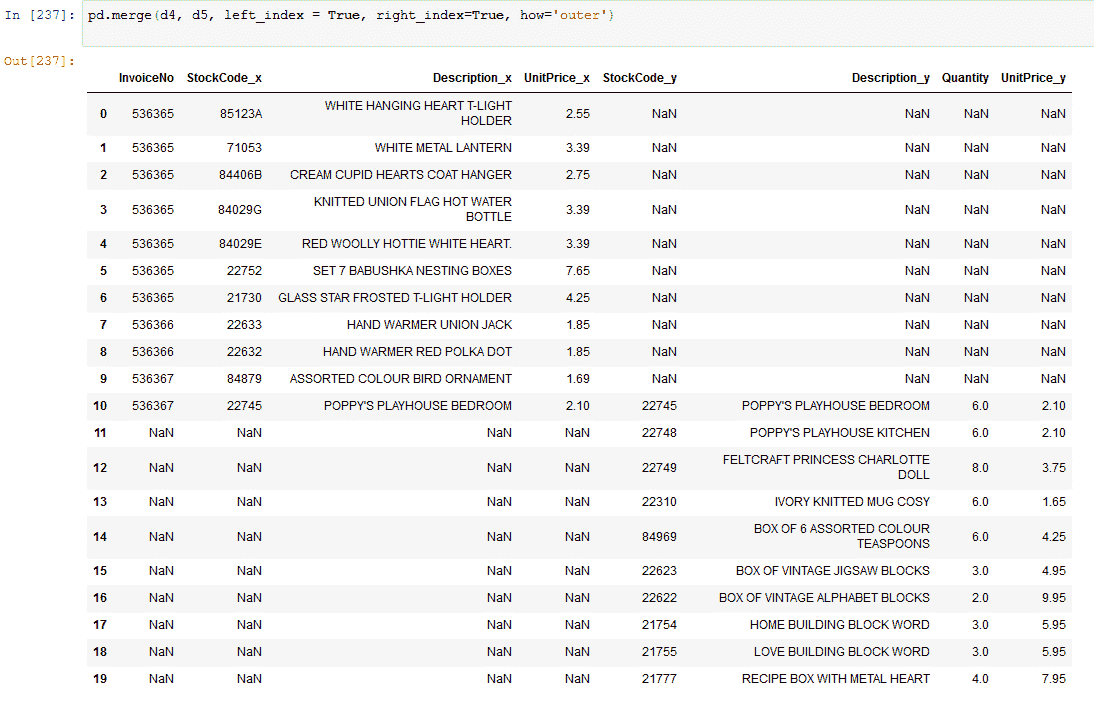 In [237]: pd.merge(d4, d5, left_index = True, right_index=True, how='outer')
Out[237]:
InvoiceNo StockCode_x Description_x UnitPrice_x StockCode_y Description_y Quantity UnitPrice_y
0 536365 85123A WHITE HANGING HEART T-LIGHT HOLDER 2.55 NaN NaN NaN NaN
1 536365 71053 WHITE METAL LANTERN 3.39 NaN NaN NaN NaN
2 536365 84406B CREAM CUPID HEARTS COAT HANGER 2.75 NaN NaN NaN NaN
3 536365 84029G KNITTED UNION FLAG HOT WATER BOTTLE 3.39 NaN NaN NaN NaN
4 536365 84029E RED WOOLLY HOTTIE WHITE HEART. 3.39 NaN NaN NaN NaN
5 536365 22752 SET 7 BABUSHKA NESTING BOXES 7.65 NaN NaN NaN NaN
6 536365 21730 GLASS STAR FROSTED T-LIGHT HOLDER 4.25 NaN NaN NaN NaN
7 536366 22633 HAND WARMER UNION JACK 1.85 NaN NaN NaN NaN
8 536366 22632 HAND WARMER RED POLKA DOT 1.85 NaN NaN NaN NaN
9 536367 84879 ASSORTED COLOUR BIRD ORNAMENT 1.69 NaN NaN NaN NaN
10 536367 22745 POPPY'S PLAYHOUSE BEDROOM 2.10 22745 POPPY'S PLAYHOUSE BEDROOM 6.0 2.10
11 NaN NaN NaN NaN 22748 POPPY'S PLAYHOUSE KITCHEN 6.0 2.10
12 NaN NaN NaN NaN 22749 FELTCRAFT PRINCESS CHARLOTTE DOLL 8.0 3.75
13 NaN NaN NaN NaN 22310 IVORY KNITTED MUG COSY 6.0 1.65
14 NaN NaN NaN NaN 84969 BOX OF 6 ASSORTED COLOUR TEASPOONS 6.0 4.25
15 NaN NaN NaN NaN 22623 BOX OF VINTAGE JIGSAW BLOCKS 3.0 4.95
16 NaN NaN NaN NaN 22622 BOX OF VINTAGE ALPHABET BLOCKS 2.0 9.95
17 NaN NaN NaN NaN 21754 HOME BUILDING BLOCK WORD 3.0 5.95
18 NaN NaN NaN NaN 21755 LOVE BUILDING BLOCK WORD 3.0 5.95
19 NaN NaN NaN NaN 21777 RECIPE BOX WITH METAL HEART 4.0 7.95